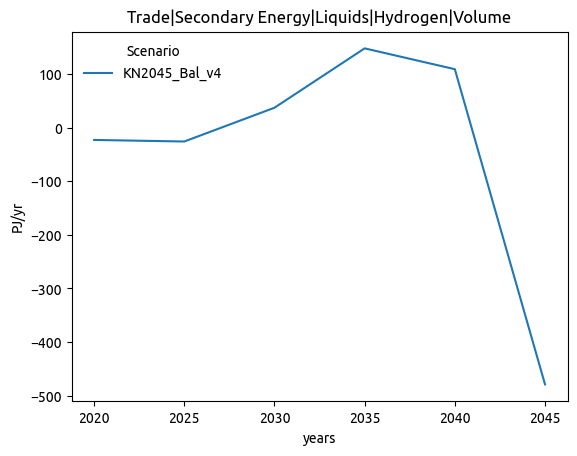 Trade|Secondary Energy|Liquids|Hydrogen|Volume
Scenario
KN2045_Bal_v4
100
0
−100
−200
−300
−400
−500
PJ/yr
2020 2025 2030 2035 2040 2045
years